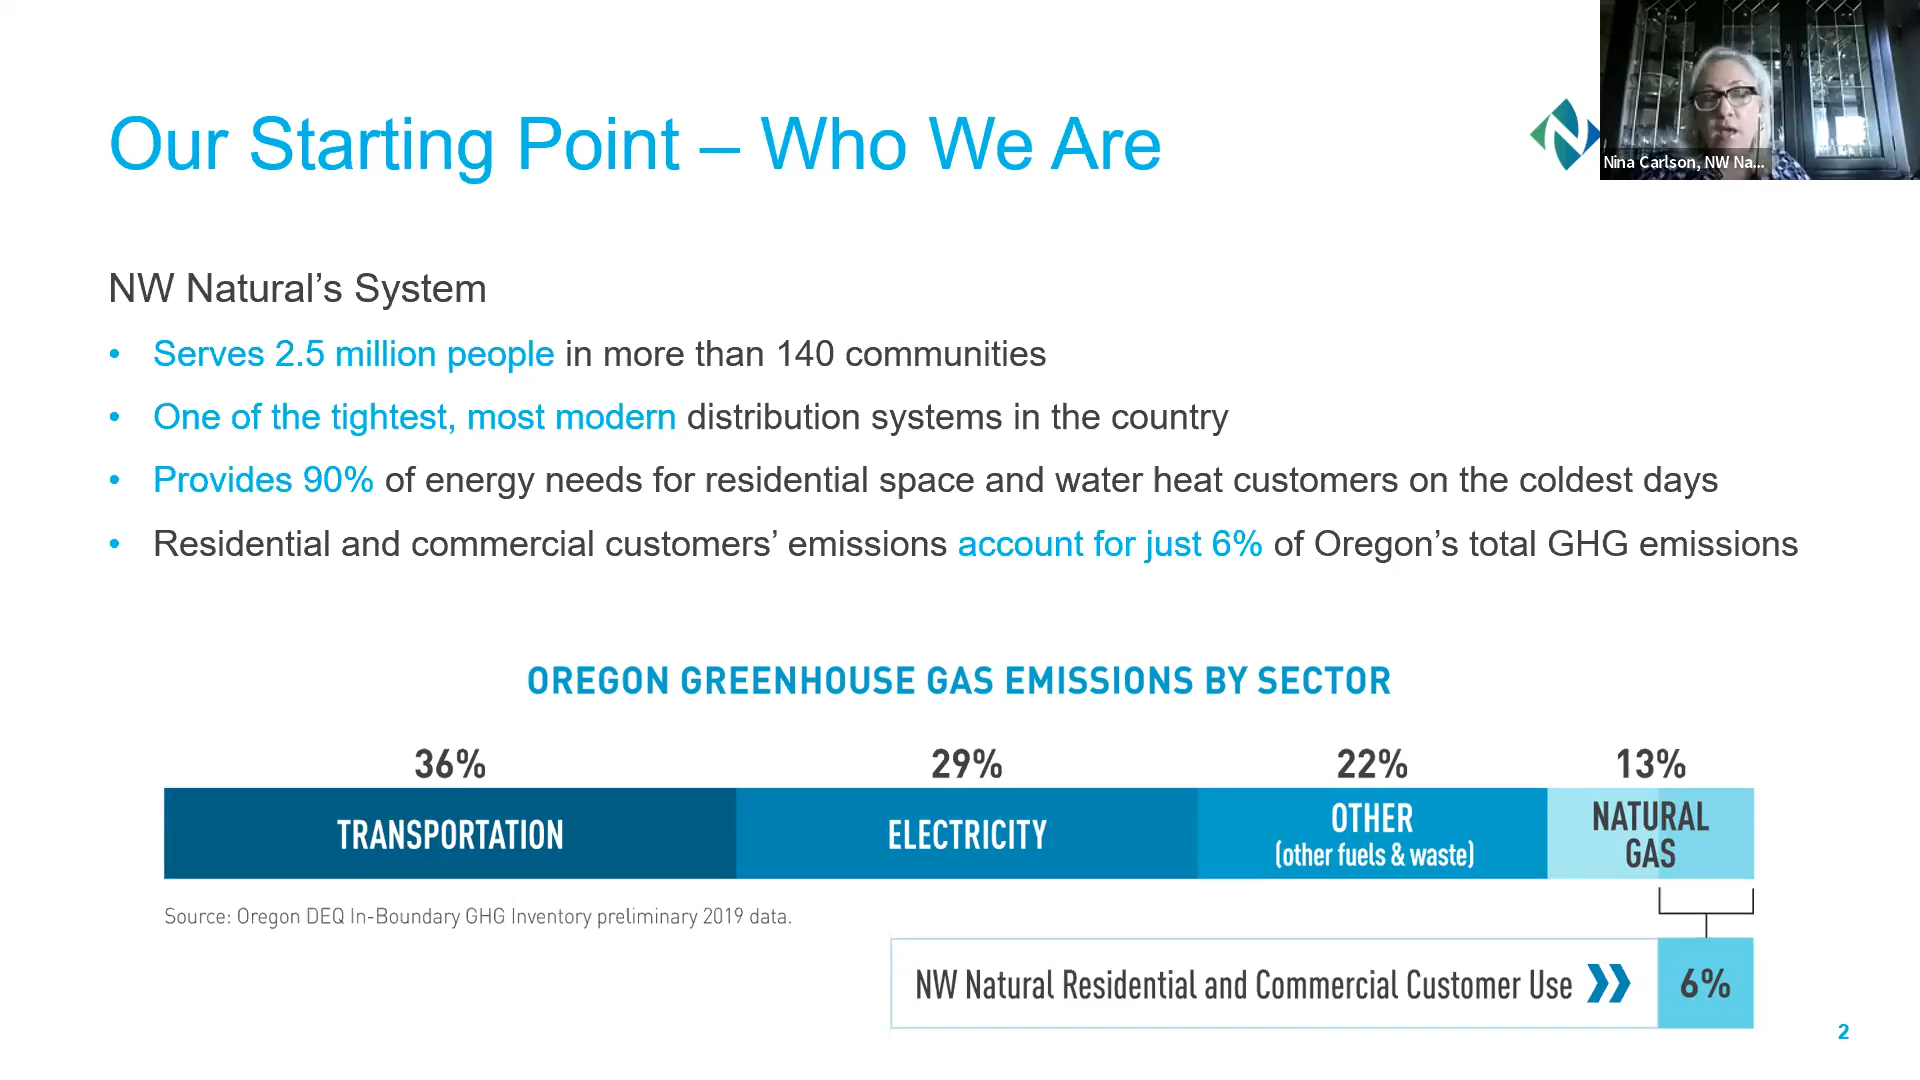 Our Starting Point – Who We Are
Nina Carlson, NW Na...
NW Natural’s System
• Serves 2.5 million people in more than 140 communities
• One of the tightest, most modern distribution systems in the country
• Provides 90% of energy needs for residential space and water heat customers on the coldest days
• Residential and commercial customers’ emissions account for just 6% of Oregon’s total GHG emissions
OREGON GREENHOUSE GAS EMISSIONS BY SECTOR
36% 29% 22% 13%
TRANSPORTATION ELECTRICITY OTHER NATURAL
(other fuels & waste) GAS
Source: Oregon DEQ In-Boundary GHG Inventory preliminary 2019 data.
NW Natural Residential and Commercial Customer Use 6%
2